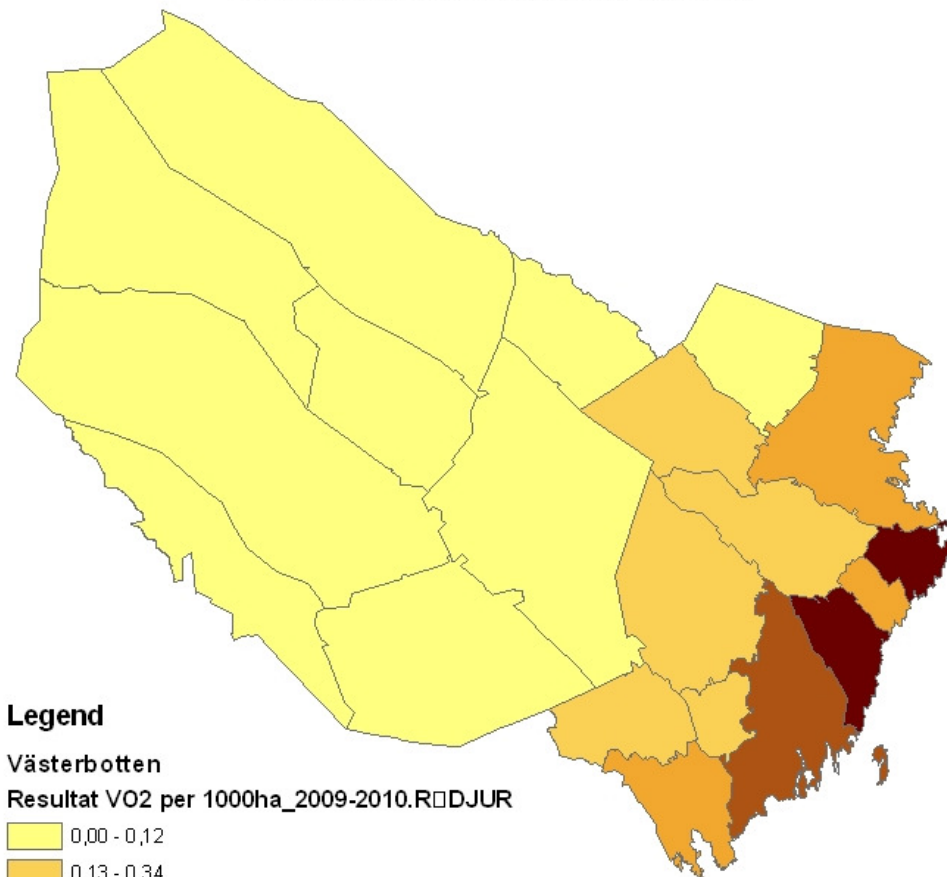 Legend
Västerbotten
Resultat VO2 per 1000ha_2009-2010.R□DJUR
0,00 - 0,12
0,13 - 0,34